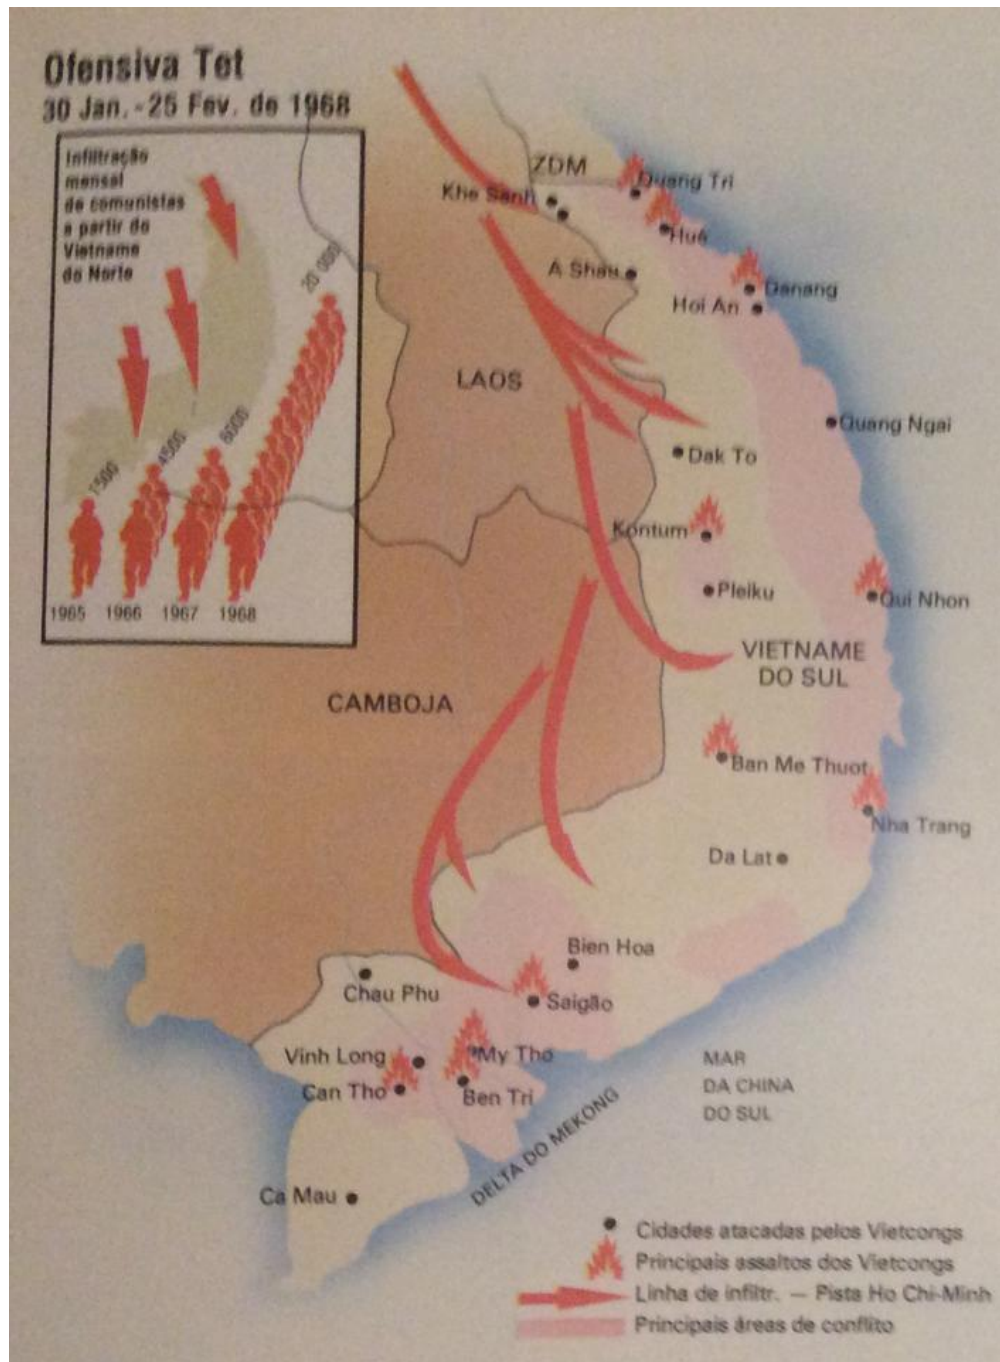 Ofensiva Tet
30 Jan. - 25 Fev. de 1968
Infiltração
mensal
de comunistas
a partir do
Vietname
do Norte
20 000
6000
4500
1500
1965 1966 1967 1968
ZDM
Quang Tri
Khe Sanh
Hué
A Shau
Danang
Hoi An
LAOS
Quang Ngai
Dak To
Kontum
Pleiku
Qui Nhon
VIETNAME
DO SUL
CAMBOJA
Ban Me Thuot
Nha Trang
Da Lat
Bien Hoa
Chau Phu
Saigão
Vinh Long
My Tho
Can Tho
Ben Tri
MAR
DA CHINA
DO SUL
DELTA DO MEKONG
Ca Mau
Cidades atacadas pelos Vietcongs
Principais assaltos dos Vietcongs
Linha de infiltr. — Pista Ho Chi-Minh
Principais áreas de conflito